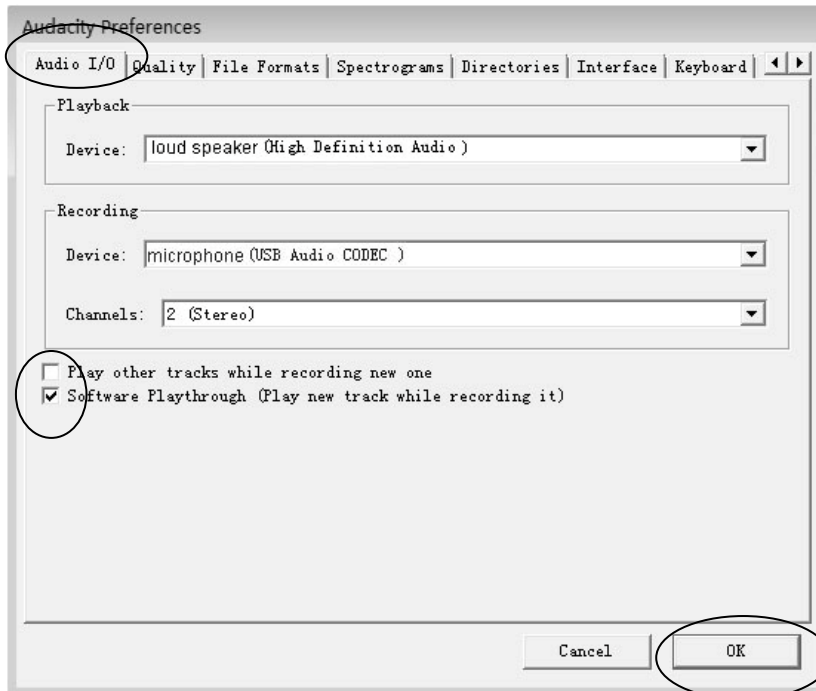 Audacity Preferences
Audio I/O Quality File Formats Spectrograms Directories Interface Keyboard
Playback
Device: loud speaker (High Definition Audio)
Recording
Device: microphone (USB Audio CODEC )
Channels: 2 (Stereo)
Play other tracks while recording new one
Software Playthrough (Play new track while recording it)
Cancel OK